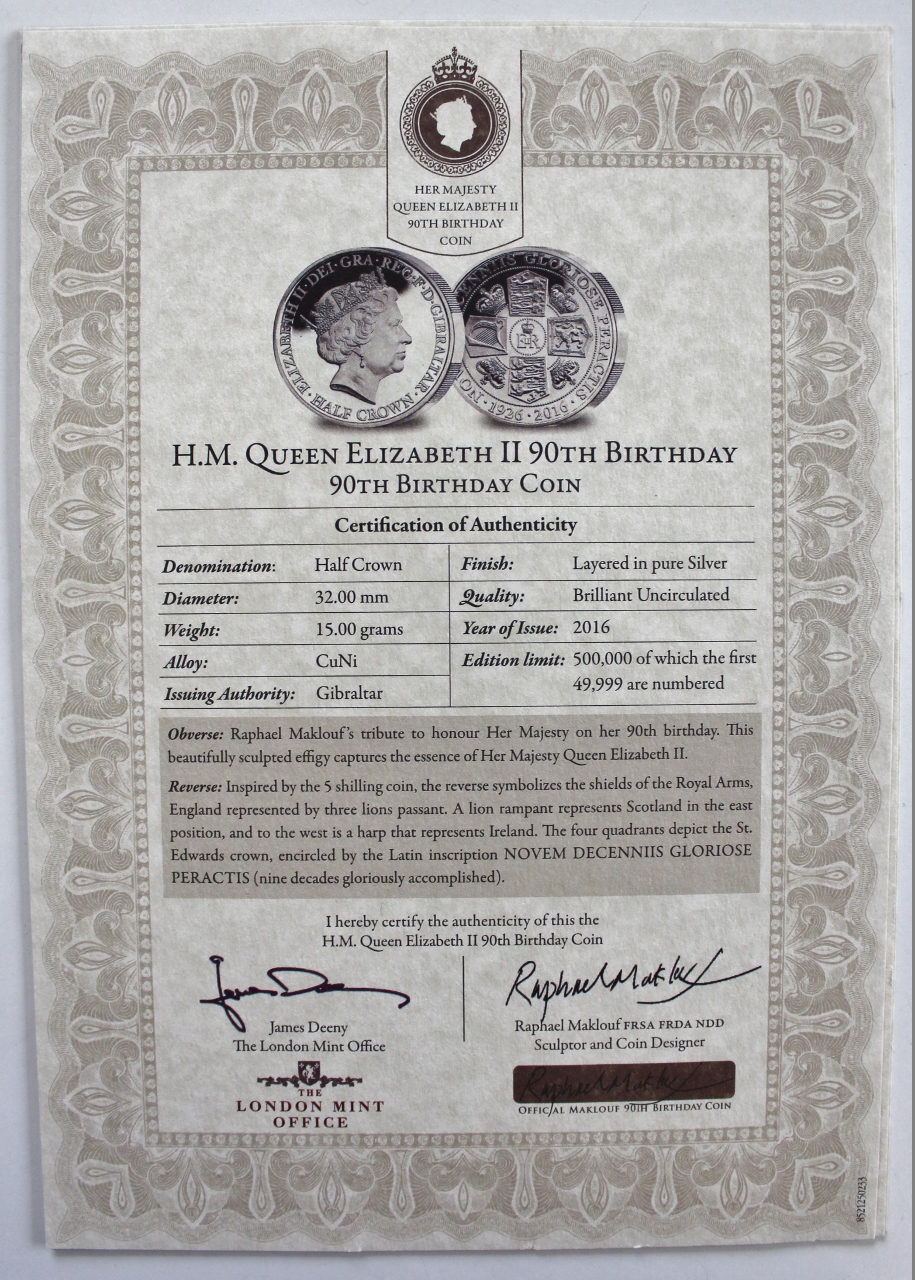 HER MAJESTY
QUEEN ELIZABETH II
90TH BIRTHDAY
COIN
ELIZABETH II · DEI · GRA · REG · F · D · GIBRALTAR ·
· HALF CROWN ·
ENNIIS GLORIOSE PERACTIS ·
· 1926 · 2016 ·
EIIR
H.M. QUEEN ELIZABETH II 90TH BIRTHDAY
90TH BIRTHDAY COIN
Certification of Authenticity
Denomination: Half Crown
Diameter: 32.00 mm
Weight: 15.00 grams
Alloy: CuNi
Issuing Authority: Gibraltar
Finish: Layered in pure Silver
Quality: Brilliant Uncirculated
Year of Issue: 2016
Edition limit: 500,000 of which the first
49,999 are numbered
Obverse: Raphael Maklouf's tribute to honour Her Majesty on her 90th birthday. This
beautifully sculpted effigy captures the essence of Her Majesty Queen Elizabeth II.
Reverse: Inspired by the 5 shilling coin, the reverse symbolizes the shields of the Royal Arms,
England represented by three lions passant. A lion rampant represents Scotland in the east
position, and to the west is a harp that represents Ireland. The four quadrants depict the St.
Edwards crown, encircled by the Latin inscription NOVEM DECENNIIS GLORIOSE
PERACTIS (nine decades gloriously accomplished).
I hereby certify the authenticity of this the
H.M. Queen Elizabeth II 90th Birthday Coin
James Deeny
The London Mint Office
THE
LONDON MINT
OFFICE
Raphael Maklouf
Raphael Maklouf FRSA FRDA NDD
Sculptor and Coin Designer
Raphael Maklouf
OFFICIAL MAKLOUF 90TH BIRTHDAY COIN
8521250233